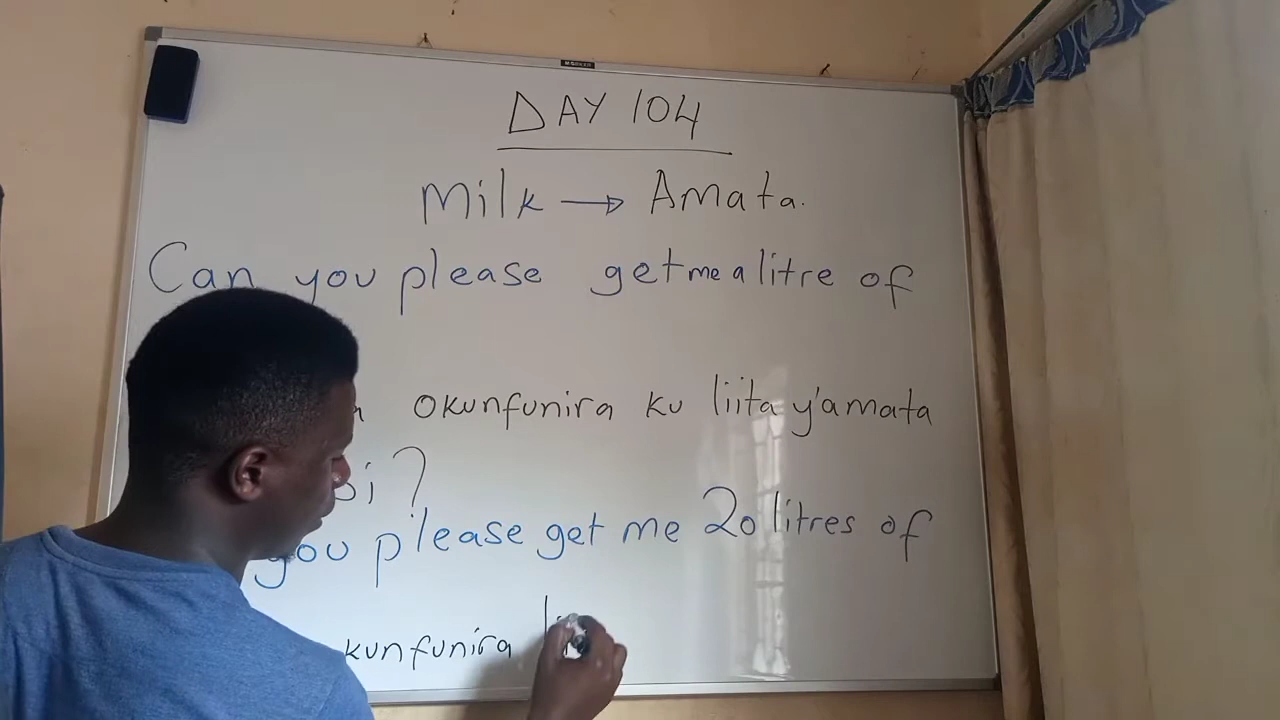 DAY 104
Milk → Amata.
Can you please get me a litre of
okunfunira ku liita y'amata
?
you please get me 20 litres of
kunfunira